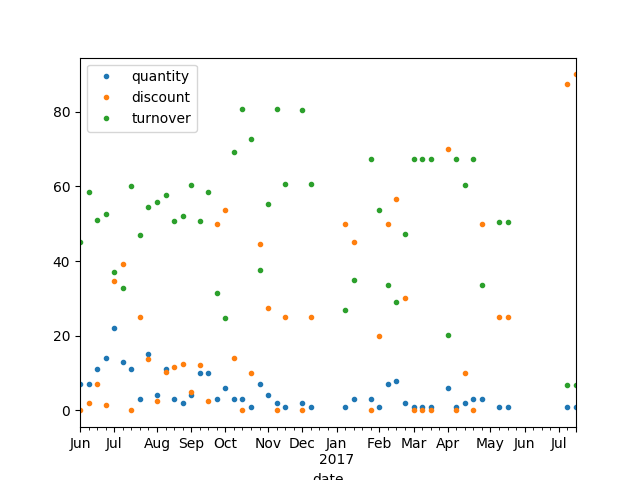 quantity
discount
turnover
80
60
40
20
0
Jun Jul Aug Sep Oct Nov Dec Jan Feb Mar Apr May Jun Jul
2017
date